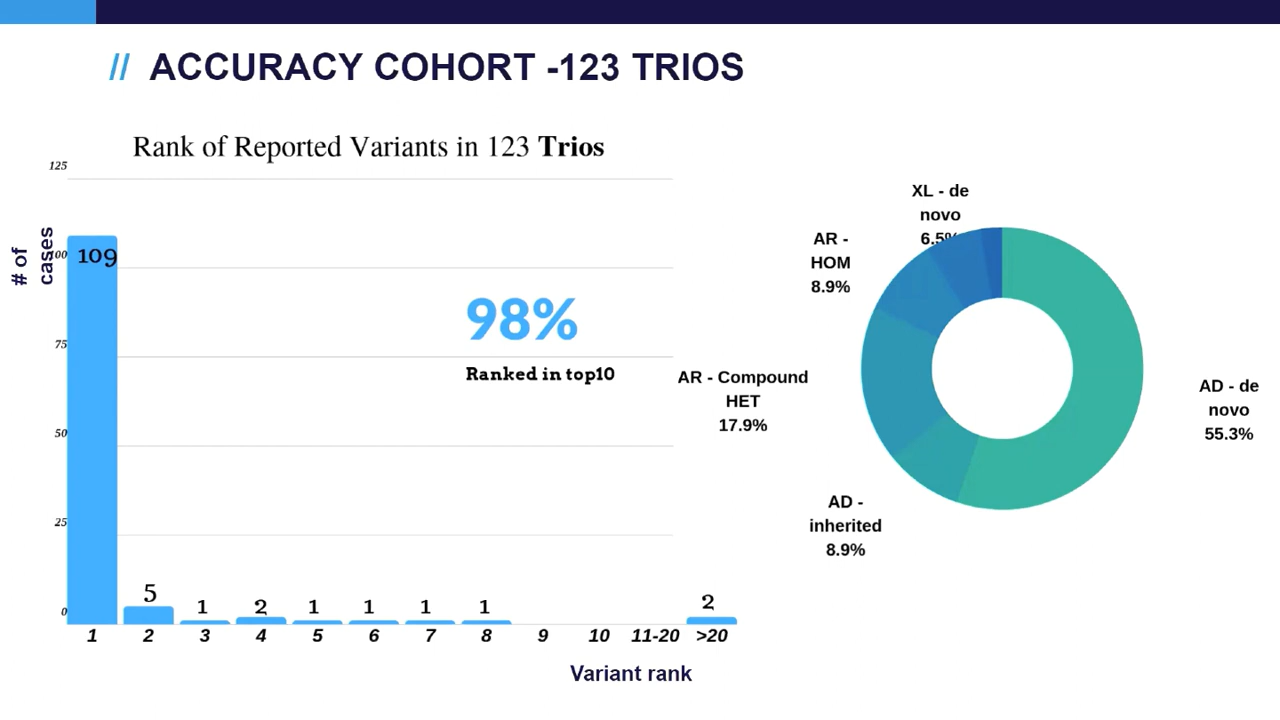 // ACCURACY COHORT -123 TRIOS
Rank of Reported Variants in 123 Trios
125
# of
cases
100
109
75
50
25
0
98%
Ranked in top10
5
1
2
1
1
1
1
2
1
2
3
4
5
6
7
8
9
10
11-20
>20
Variant rank
XL - de
novo
6.5%
AR -
HOM
8.9%
AR - Compound
HET
17.9%
AD -
inherited
8.9%
AD - de
novo
55.3%